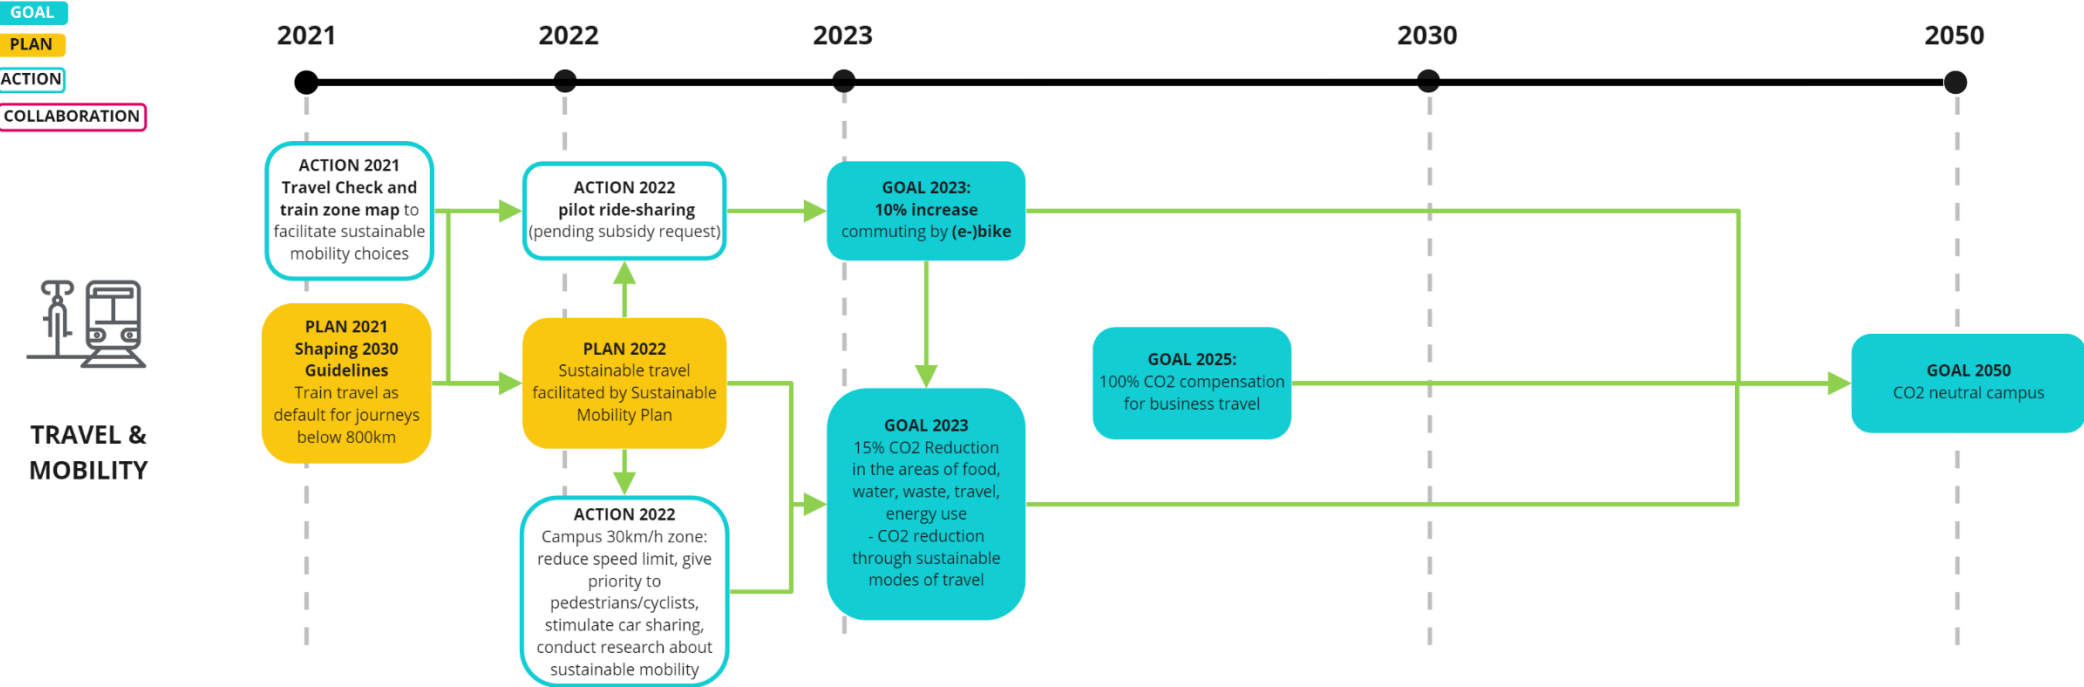 GOAL
PLAN
ACTION
COLLABORATION
2021
2022
2023
2030
2050
TRAVEL &
MOBILITY
ACTION 2021
Travel Check and
train zone map to
facilitate sustainable
mobility choices
PLAN 2021
Shaping 2030
Guidelines
Train travel as
default for journeys
below 800km
ACTION 2022
pilot ride-sharing
(pending subsidy request)
PLAN 2022
Sustainable travel
facilitated by Sustainable
Mobility Plan
ACTION 2022
Campus 30km/h zone:
reduce speed limit, give
priority to
pedestrians/cyclists,
stimulate car sharing,
conduct research about
sustainable mobility
GOAL 2023:
10% increase
commuting by (e-)bike
GOAL 2023
15% CO2 Reduction
in the areas of food,
water, waste, travel,
energy use
- CO2 reduction
through sustainable
modes of travel
GOAL 2025:
100% CO2 compensation
for business travel
GOAL 2050
CO2 neutral campus